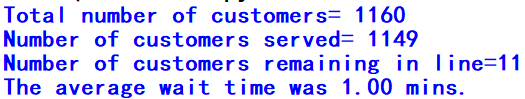 Total number of customers= 1160
Number of customers served= 1149
Number of customers remaining in line=11
The average wait time was 1.00 mins.